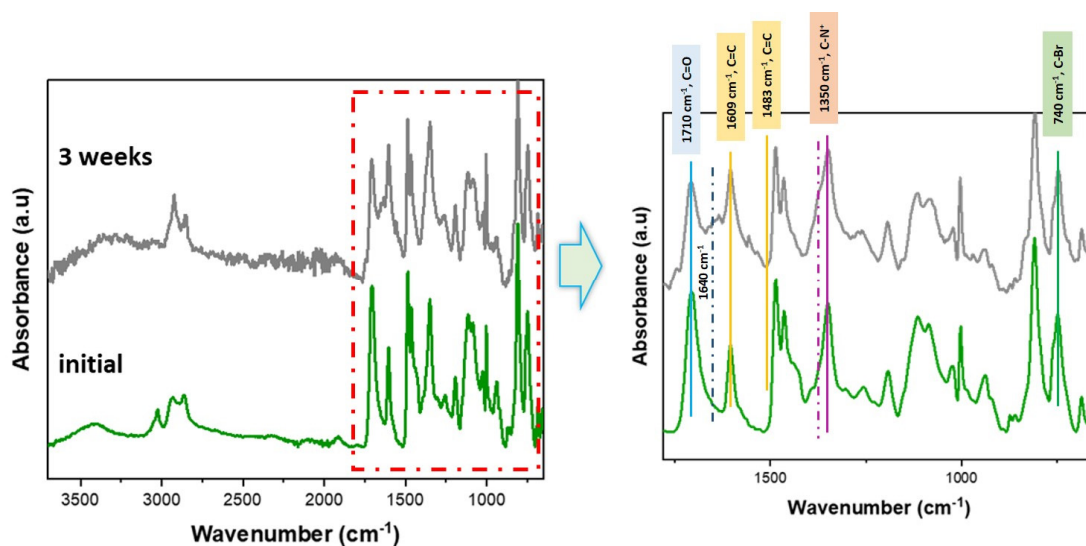 3 weeks
initial
Absorbance (a.u)
3500 3000 2500 2000 1500 1000
Wavenumber (cm⁻¹)
1710 cm⁻¹, C=O
1609 cm⁻¹, C=C
1483 cm⁻¹, C=C
1350 cm⁻¹, C-N⁺
740 cm⁻¹, C-Br
1640 cm⁻¹
Absorbance (a.u)
1500 1000
Wavenumber (cm⁻¹)